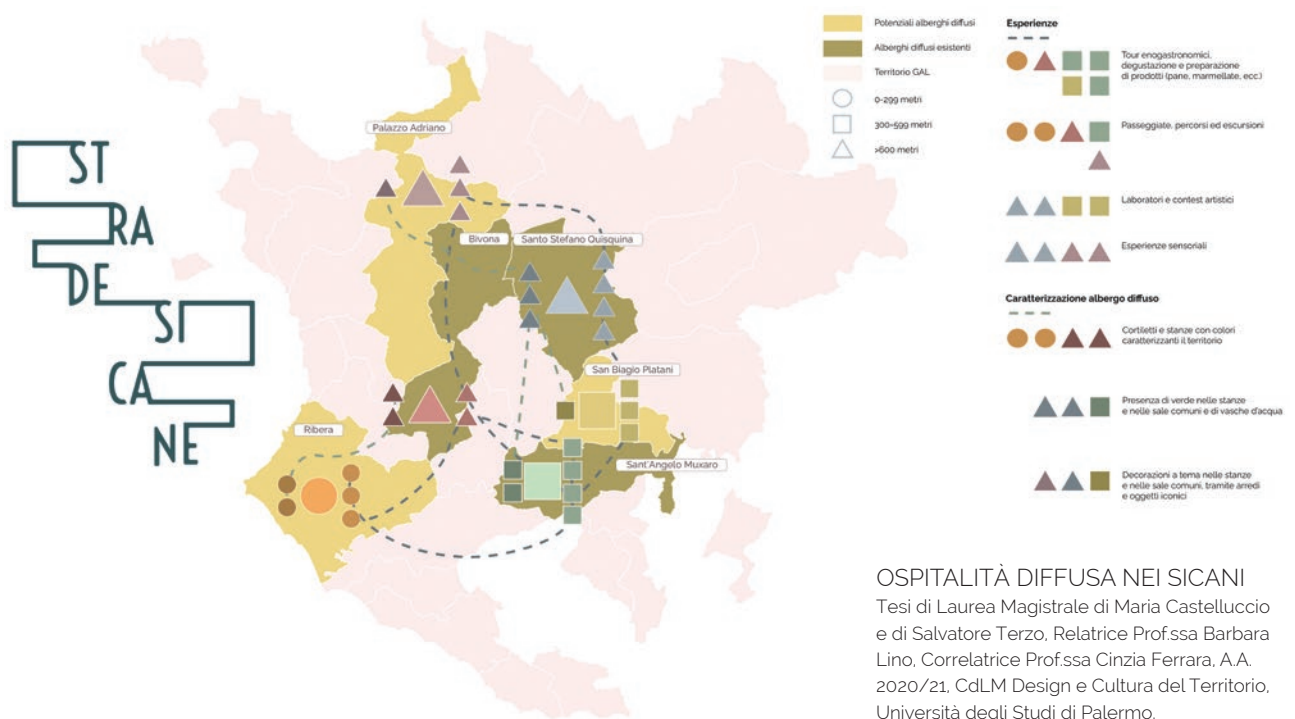 ST
RA
DE
SI
CA
NE
Palazzo Adriano
Bivona
Santo Stefano Quisquina
San Biagio Platani
Ribera
Sant'Angelo Muxaro
Potenziali alberghi diffusi
Alberghi diffusi esistenti
Territorio GAL
0-299 metri
300-599 metri
>600 metri
Esperienze
Tour enogastronomici,
degustazione e preparazione
di prodotti (pane, marmellate, ecc.)
Passeggiate, percorsi ed escursioni
Laboratori e contest artistici
Esperienze sensoriali
Caratterizzazione albergo diffuso
Cortiletti e stanze con colori
caratterizzanti il territorio
Presenza di verde nelle stanze
e nelle sale comuni e di vasche d'acqua
Decorazioni a tema nelle stanze
e nelle sale comuni, tramite arredi
e oggetti iconici
OSPITALITÀ DIFFUSA NEI SICANI
Tesi di Laurea Magistrale di Maria Castelluccio
e di Salvatore Terzo, Relatrice Prof.ssa Barbara
Lino, Correlatrice Prof.ssa Cinzia Ferrara, A.A.
2020/21, CdLM Design e Cultura del Territorio,
Università degli Studi di Palermo.